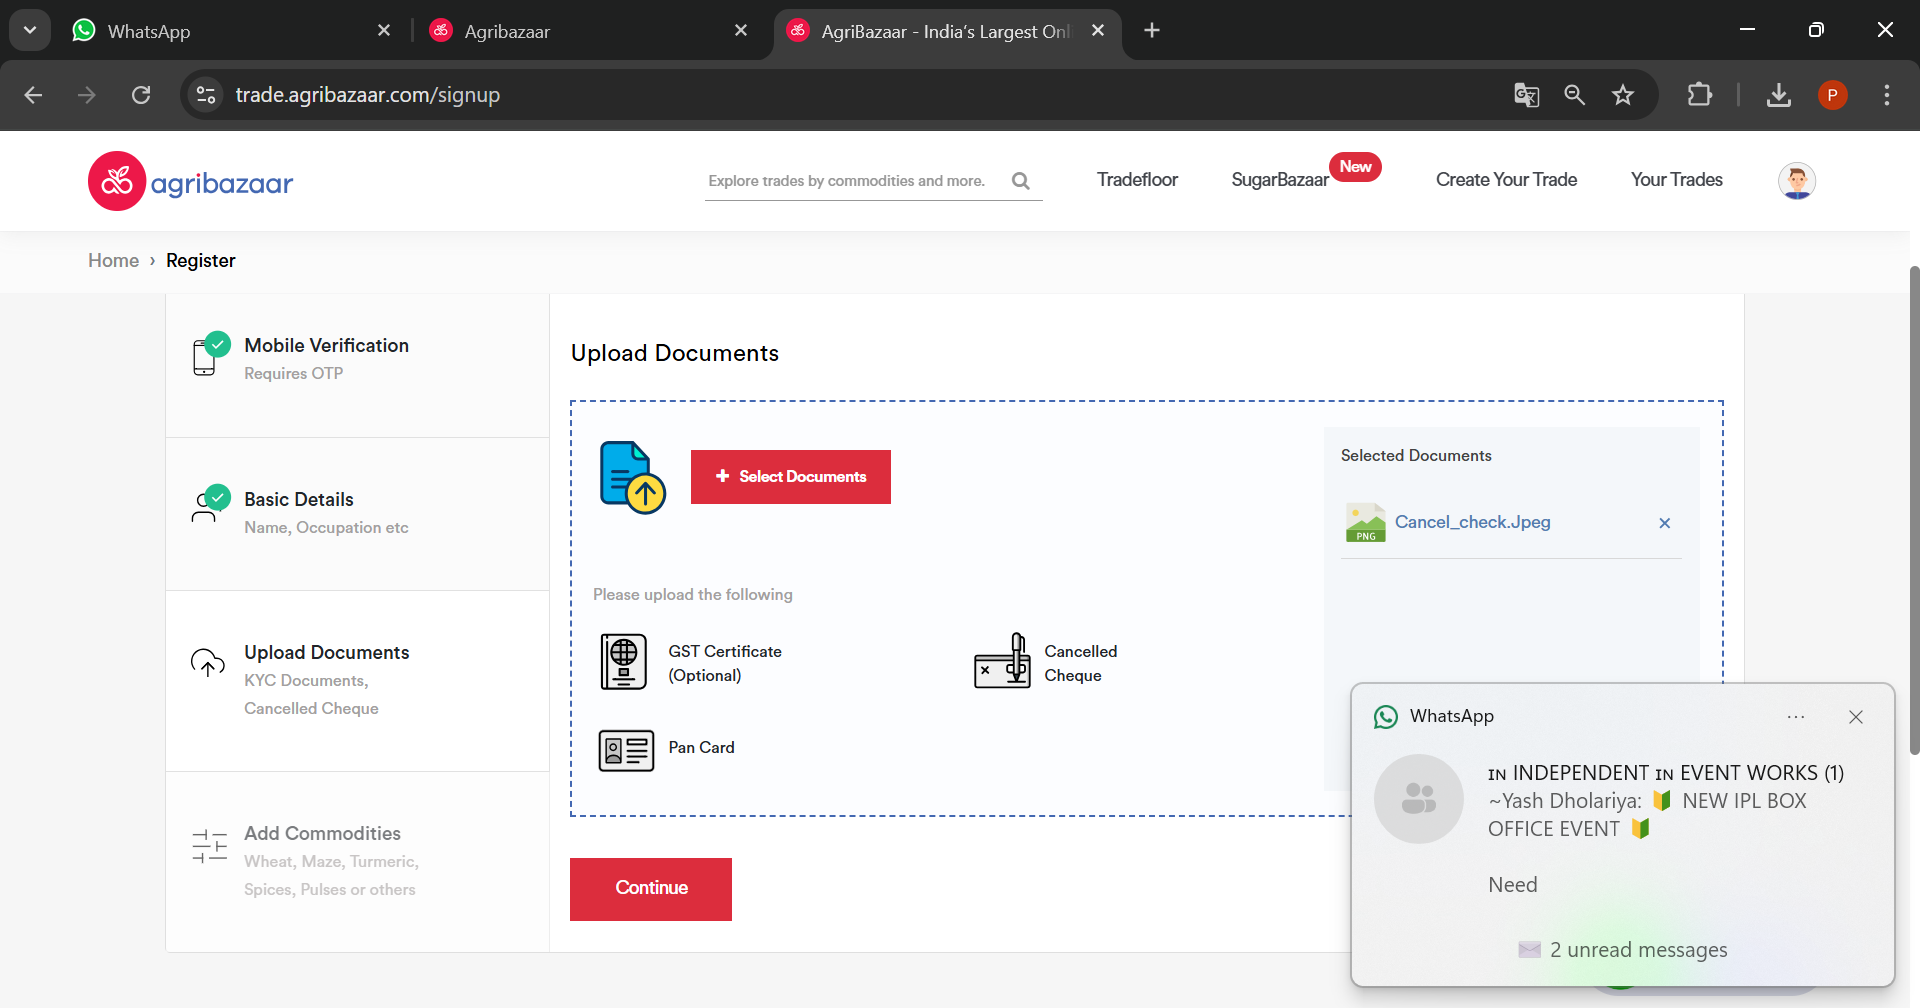 WhatsApp
Agribazaar
AgriBazaar - India's Largest Onl
trade.agribazaar.com/signup
P
agribazaar
Explore trades by commodities and more.
Tradefloor
SugarBazaar
New
Create Your Trade
Your Trades
Home › Register
Mobile Verification
Requires OTP
Basic Details
Name, Occupation etc
Upload Documents
KYC Documents,
Cancelled Cheque
Add Commodities
Wheat, Maze, Turmeric,
Spices, Pulses or others
Upload Documents
+ Select Documents
Please upload the following
GST Certificate
(Optional)
Cancelled
Cheque
Pan Card
Selected Documents
PNG
Cancel_check.Jpeg
Continue
WhatsApp
ɪɴ INDEPENDENT ɪɴ EVENT WORKS (1)
~Yash Dholariya: 🔰 NEW IPL BOX
OFFICE EVENT 🔰
Need
2 unread messages